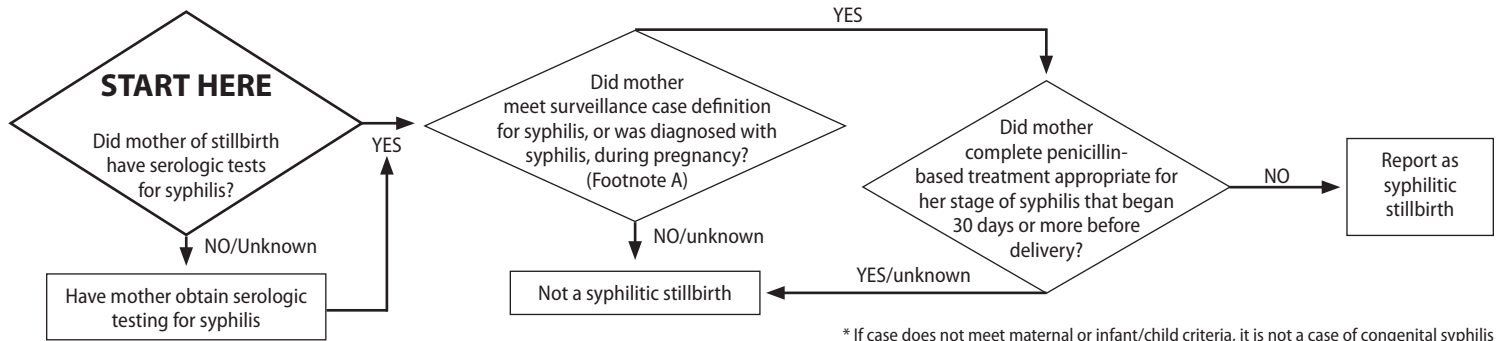 START HERE
Did mother of stillbirth
have serologic tests
for syphilis?
YES
NO/Unknown
Have mother obtain serologic
testing for syphilis
Did mother
meet surveillance case definition
for syphilis, or was diagnosed with
syphilis, during pregnancy?
(Footnote A)
YES
NO/unknown
Not a syphilitic stillbirth
Did mother
complete penicillin-
based treatment appropriate for
her stage of syphilis that began
30 days or more before
delivery?
YES/unknown
NO
Report as
syphilitic
stillbirth
* If case does not meet maternal or infant/child criteria, it is not a case of congenital syphilis